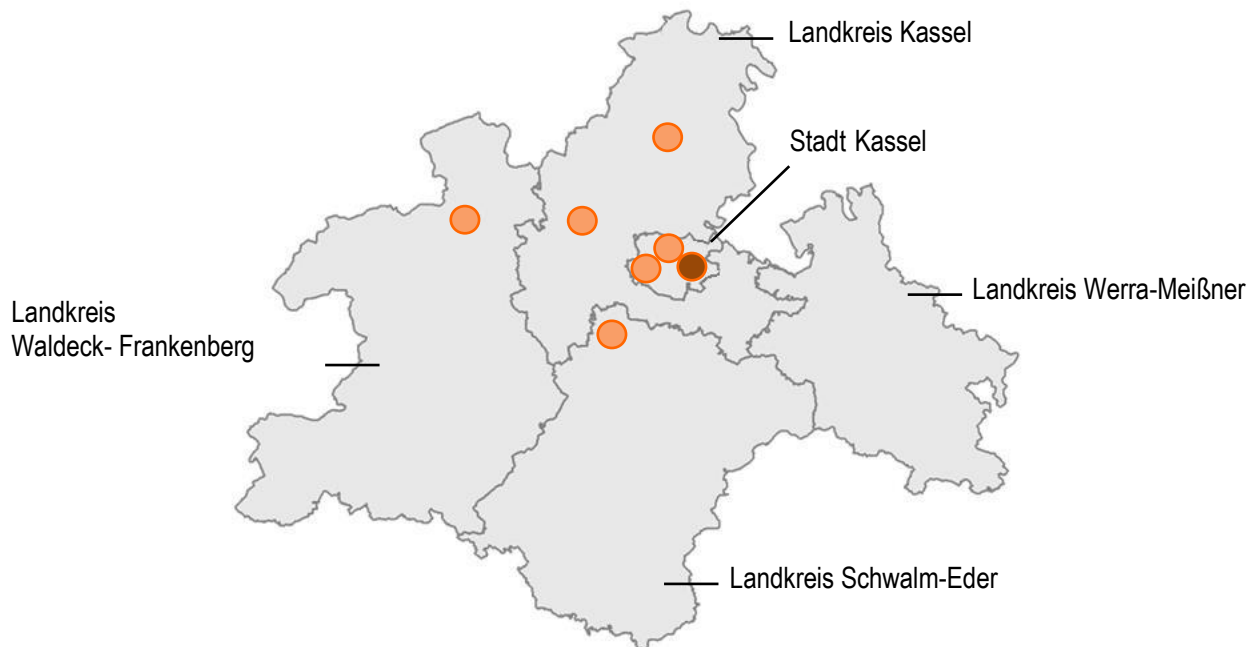 Landkreis Kassel
Stadt Kassel
Landkreis Werra-Meißner
Landkreis
Waldeck- Frankenberg
Landkreis Schwalm-Eder